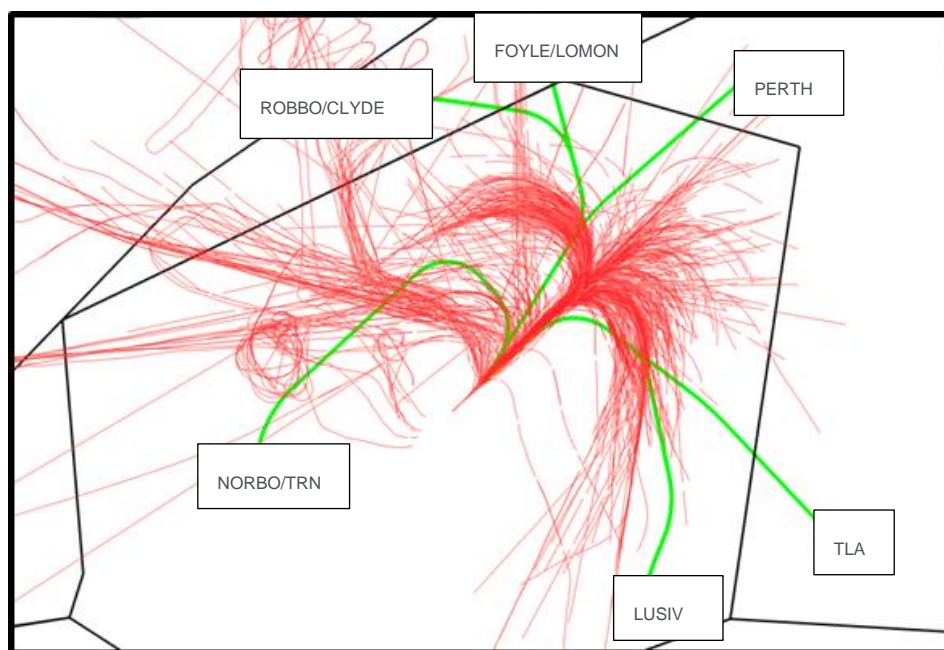 FOYLE/LOMON
PERTH
ROBBO/CLYDE
NORBO/TRN
TLA
LUSIV